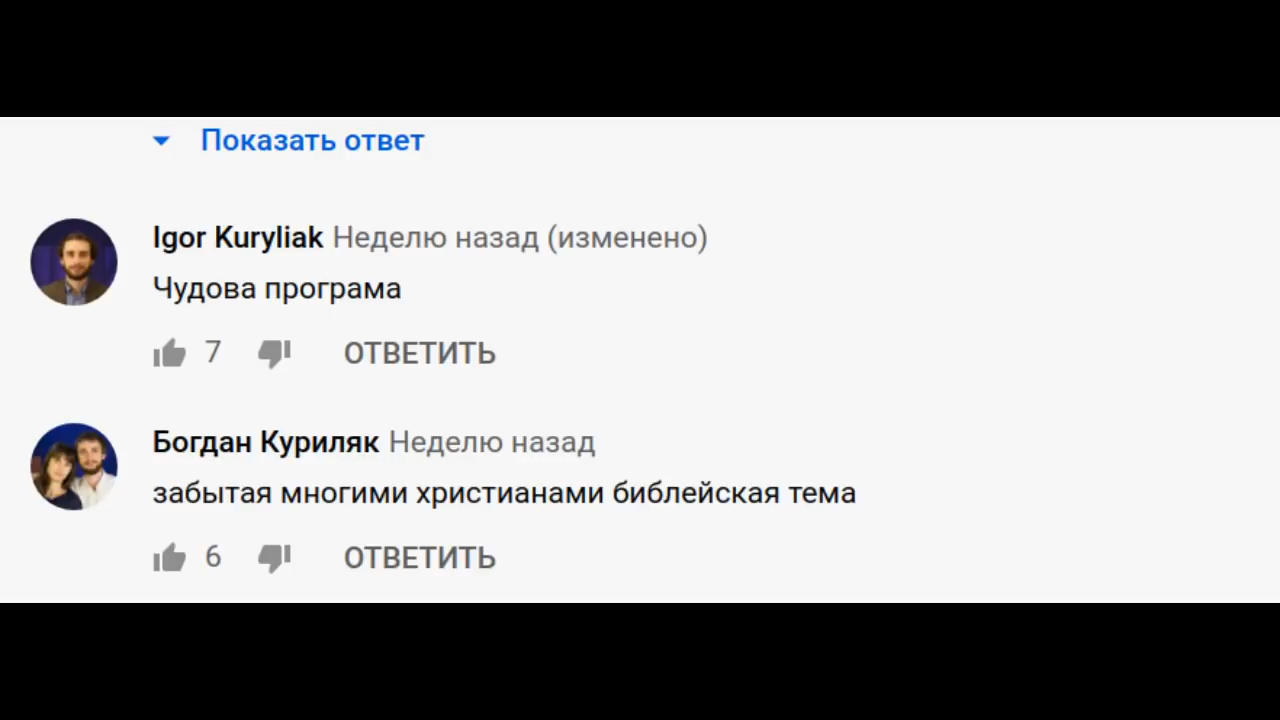 Показать ответ
Igor Kuryliak Неделю назад (изменено)
Чудова програма
7 ОТВЕТИТЬ
Богдан Куриляк Неделю назад
забытая многими христианами библейская тема
6 ОТВЕТИТЬ